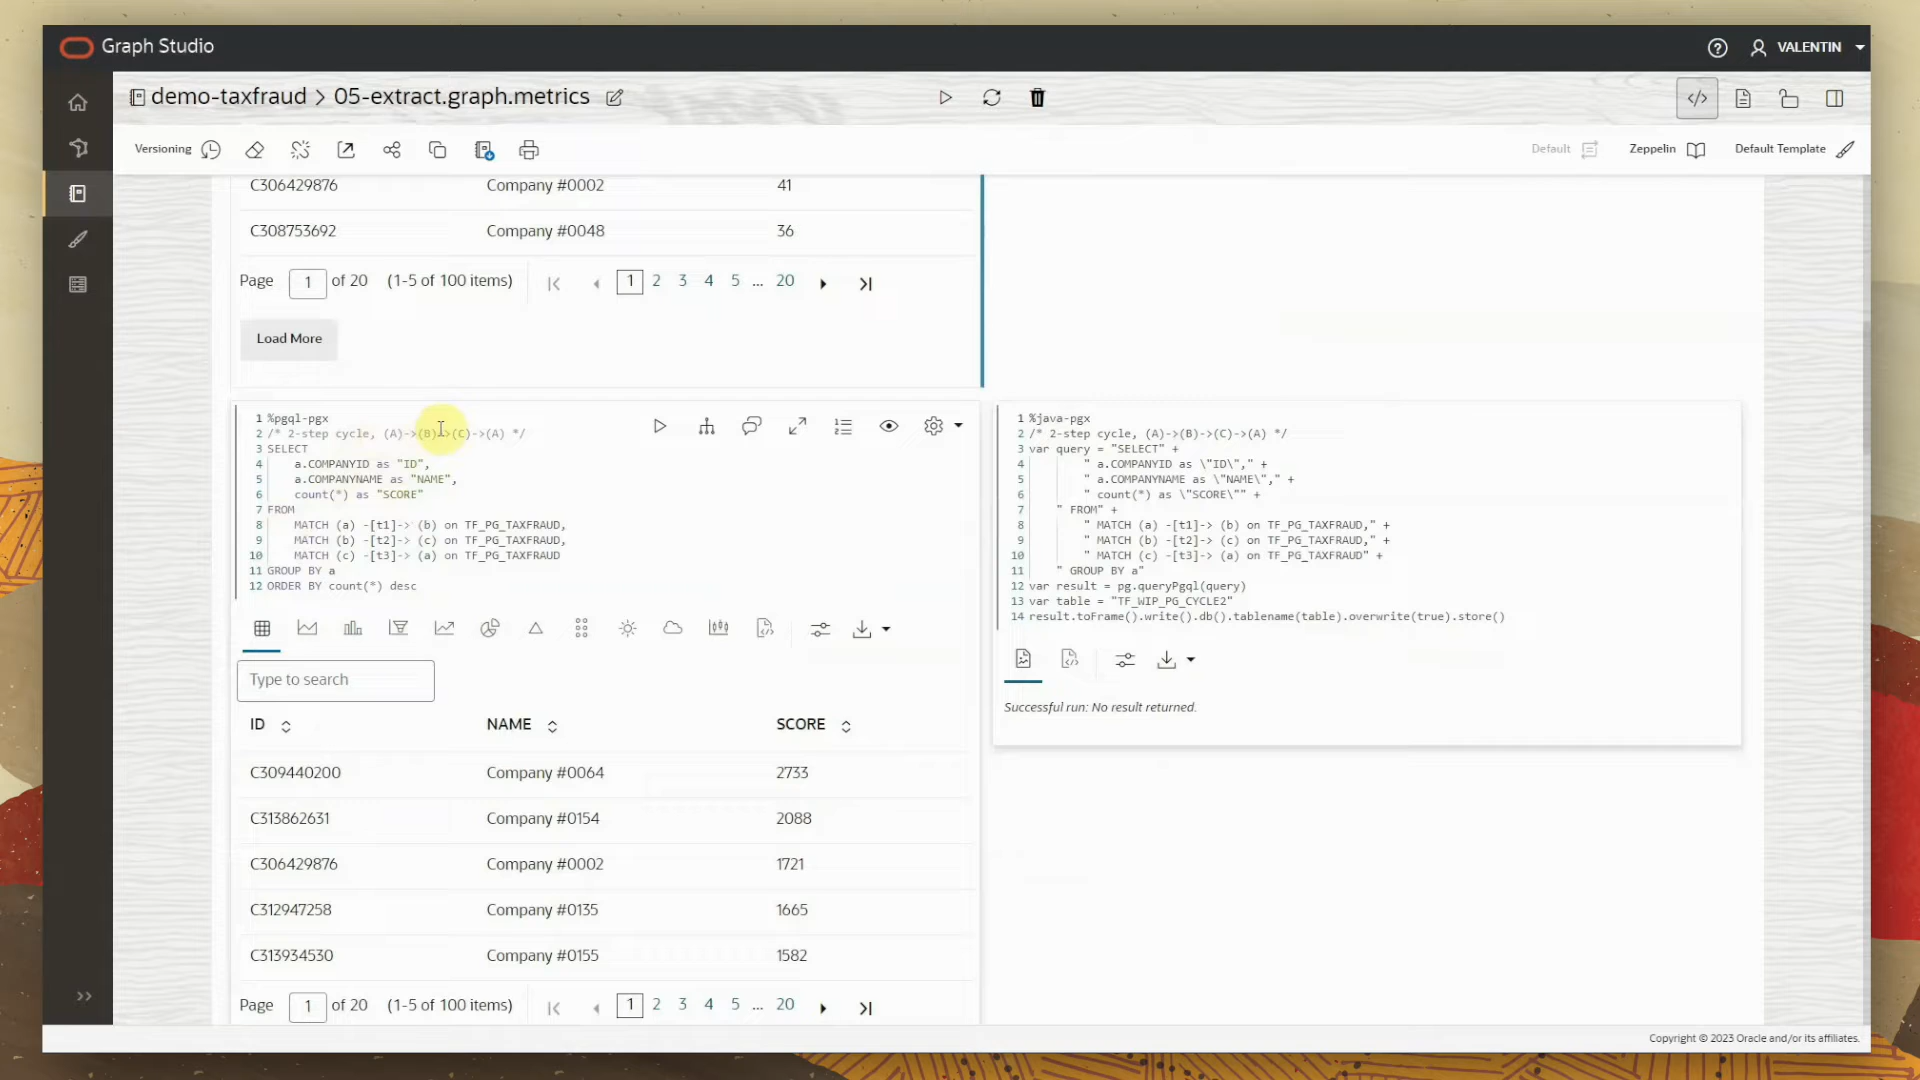 Graph Studio
VALENTIN
demo-taxfraud > 05-extract.graph.metrics
Versioning
Default
Zeppelin
Default Template
C306429876 Company #0002 41
C308753692 Company #0048 36
Page 1 of 20 (1-5 of 100 items) 1 2 3 4 5 ... 20
Load More
1 %pgql-pgx
2 /* 2-step cycle, (A)->(B)->(C)->(A) */
3 SELECT
4 a.COMPANYID as "ID",
5 a.COMPANYNAME as "NAME",
6 count(*) as "SCORE"
7 FROM
8 MATCH (a) -[t1]-> (b) on TF_PG_TAXFRAUD,
9 MATCH (b) -[t2]-> (c) on TF_PG_TAXFRAUD,
10 MATCH (c) -[t3]-> (a) on TF_PG_TAXFRAUD
11 GROUP BY a
12 ORDER BY count(*) desc
Type to search
ID NAME SCORE
C309440200 Company #0064 2733
C313862631 Company #0154 2088
C306429876 Company #0002 1721
C312947258 Company #0135 1665
C313934530 Company #0155 1582
Page 1 of 20 (1-5 of 100 items) 1 2 3 4 5 ... 20
1 %java-pgx
2 /* 2-step cycle, (A)->(B)->(C)->(A) */
3 var query = "SELECT" +
4 " a.COMPANYID as \"ID\"," +
5 " a.COMPANYNAME as \"NAME\"," +
6 " count(*) as \"SCORE\"" +
7 " FROM" +
8 " MATCH (a) -[t1]-> (b) on TF_PG_TAXFRAUD," +
9 " MATCH (b) -[t2]-> (c) on TF_PG_TAXFRAUD," +
10 " MATCH (c) -[t3]-> (a) on TF_PG_TAXFRAUD" +
11 " GROUP BY a"
12 var result = pg.queryPgql(query)
13 var table = "TF_WIP_PG_CYCLE2"
14 result.toFrame().write().db().tablename(table).overwrite(true).store()
Successful run: No result returned.
Copyright © 2023 Oracle and/or its affiliates.